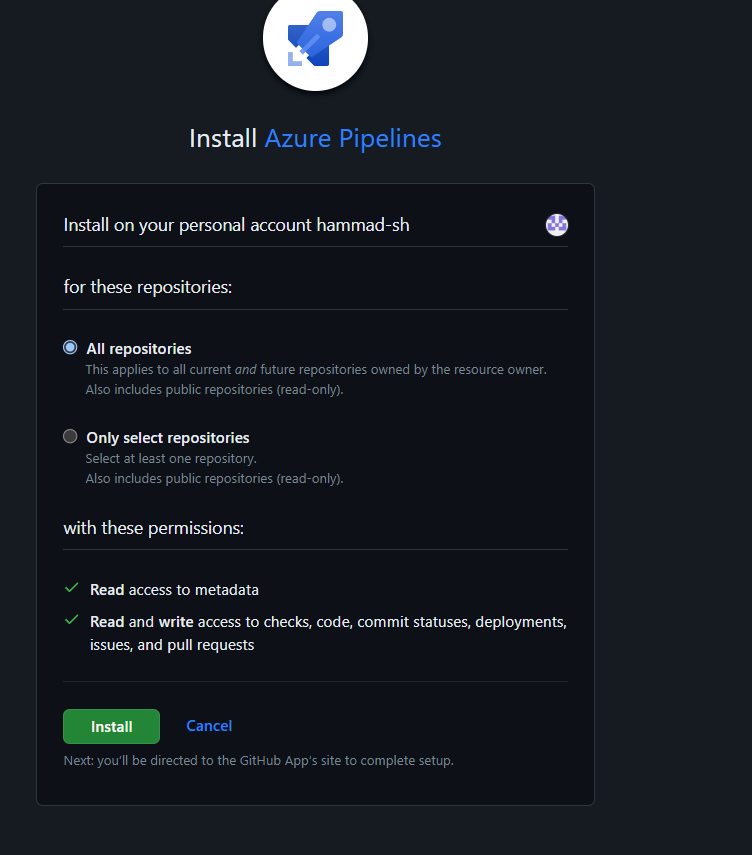 Install Azure Pipelines
Install on your personal account hammad-sh
for these repositories:
All repositories
This applies to all current and future repositories owned by the resource owner.
Also includes public repositories (read-only).
Only select repositories
Select at least one repository.
Also includes public repositories (read-only).
with these permissions:
Read access to metadata
Read and write access to checks, code, commit statuses, deployments,
issues, and pull requests
Install Cancel
Next: you'll be directed to the GitHub App's site to complete setup.